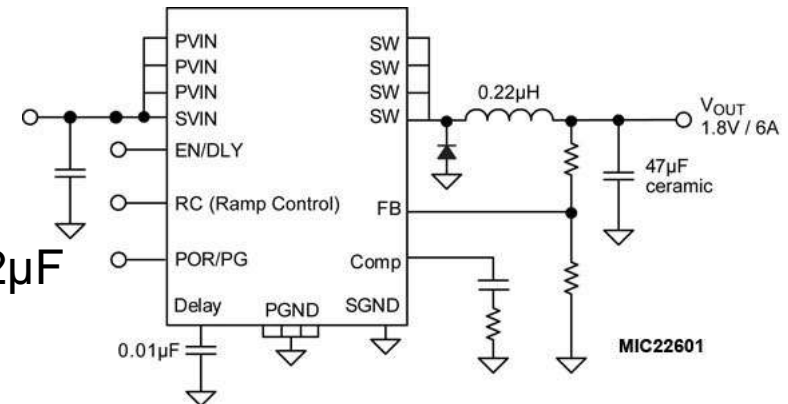 PVIN
PVIN
PVIN
SVIN
EN/DLY
RC (Ramp Control)
POR/PG
Delay
PGND
SGND
SW
SW
SW
SW
FB
Comp
0.22µH
VOUT
1.8V / 6A
47µF
ceramic
2µF
0.01µF
MIC22601